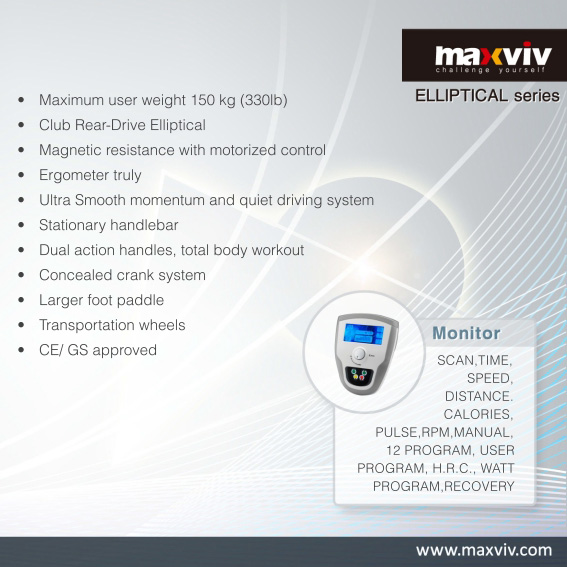 maxviv
challenge yourself
ELLIPTICAL series
• Maximum user weight 150 kg (330lb)
• Club Rear-Drive Elliptical
• Magnetic resistance with motorized control
• Ergometer truly
• Ultra Smooth momentum and quiet driving system
• Stationary handlebar
• Dual action handles, total body workout
• Concealed crank system
• Larger foot paddle
• Transportation wheels
• CE/ GS approved
Monitor
SCAN,TIME,
SPEED,
DISTANCE.
CALORIES,
PULSE,RPM,MANUAL,
12 PROGRAM, USER
PROGRAM, H.R.C., WATT
PROGRAM,RECOVERY
www.maxviv.com